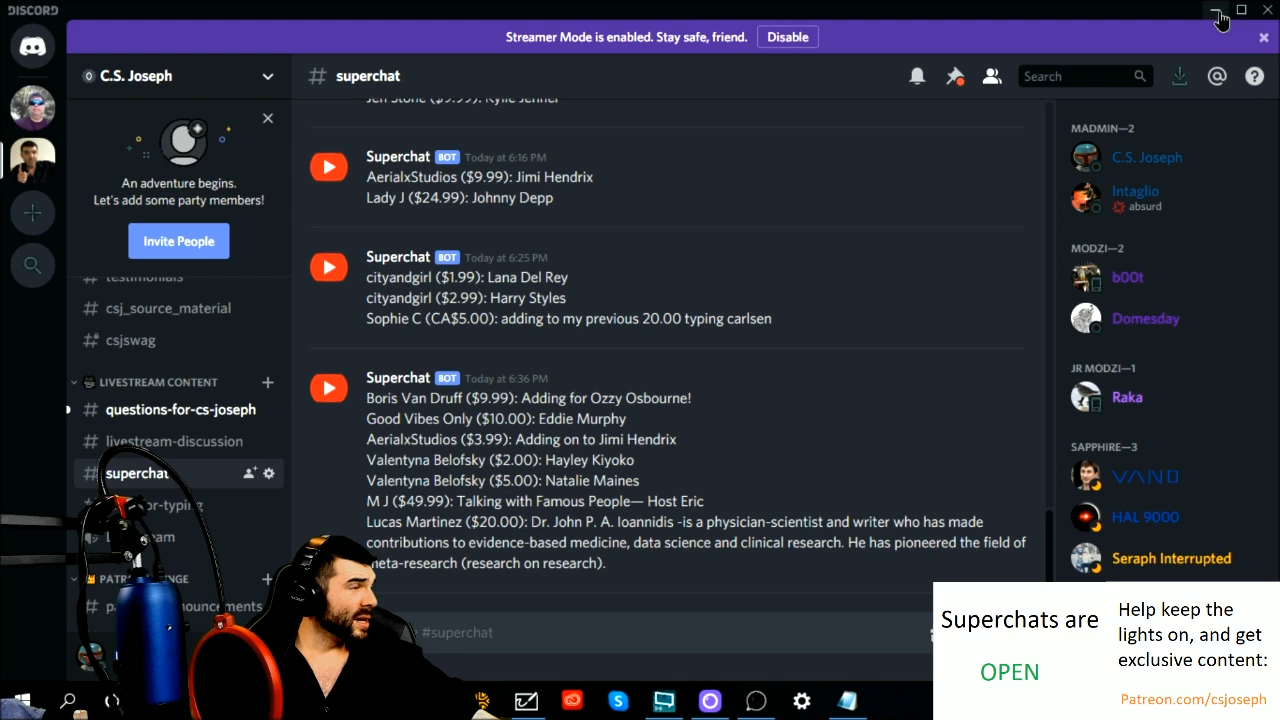 DISCORD
Streamer Mode is enabled. Stay safe, friend.
Disable
C.S. Joseph
superchat
Search
An adventure begins.
Let's add some party members!
Invite People
testimonials
csj_source_material
csjswag
LIVESTREAM CONTENT
questions-for-cs-joseph
livestream-discussion
superchat
Jen Stone ($9.99): Kylie Jenner
Superchat BOT Today at 6:16 PM
AerialxStudios ($9.99): Jimi Hendrix
Lady J ($24.99): Johnny Depp
Superchat BOT Today at 6:25 PM
cityandgirl ($1.99): Lana Del Rey
cityandgirl ($2.99): Harry Styles
Sophie C (CA$5.00): adding to my previous 20.00 typing carlsen
Superchat BOT Today at 6:36 PM
Boris Van Druff ($9.99): Adding for Ozzy Osbourne!
Good Vibes Only ($10.00): Eddie Murphy
AerialxStudios ($3.99): Adding on to Jimi Hendrix
Valentyna Belofsky ($2.00): Hayley Kiyoko
Valentyna Belofsky ($5.00): Natalie Maines
M J ($49.99): Talking with Famous People— Host Eric
Lucas Martinez ($20.00): Dr. John P. A. Ioannidis -is a physician-scientist and writer who has made
contributions to evidence-based medicine, data science and clinical research. He has pioneered the field of
meta-research (research on research).
#superchat
MADMIN—2
C.S. Joseph
Intaglio
absurd
MODZI—2
b00t
Domesday
JR MODZI—1
Raka
SAPPHIRE—3
HAL 9000
Seraph Interrupted
Superchats are
OPEN
Help keep the
lights on, and get
exclusive content:
Patreon.com/csjoseph